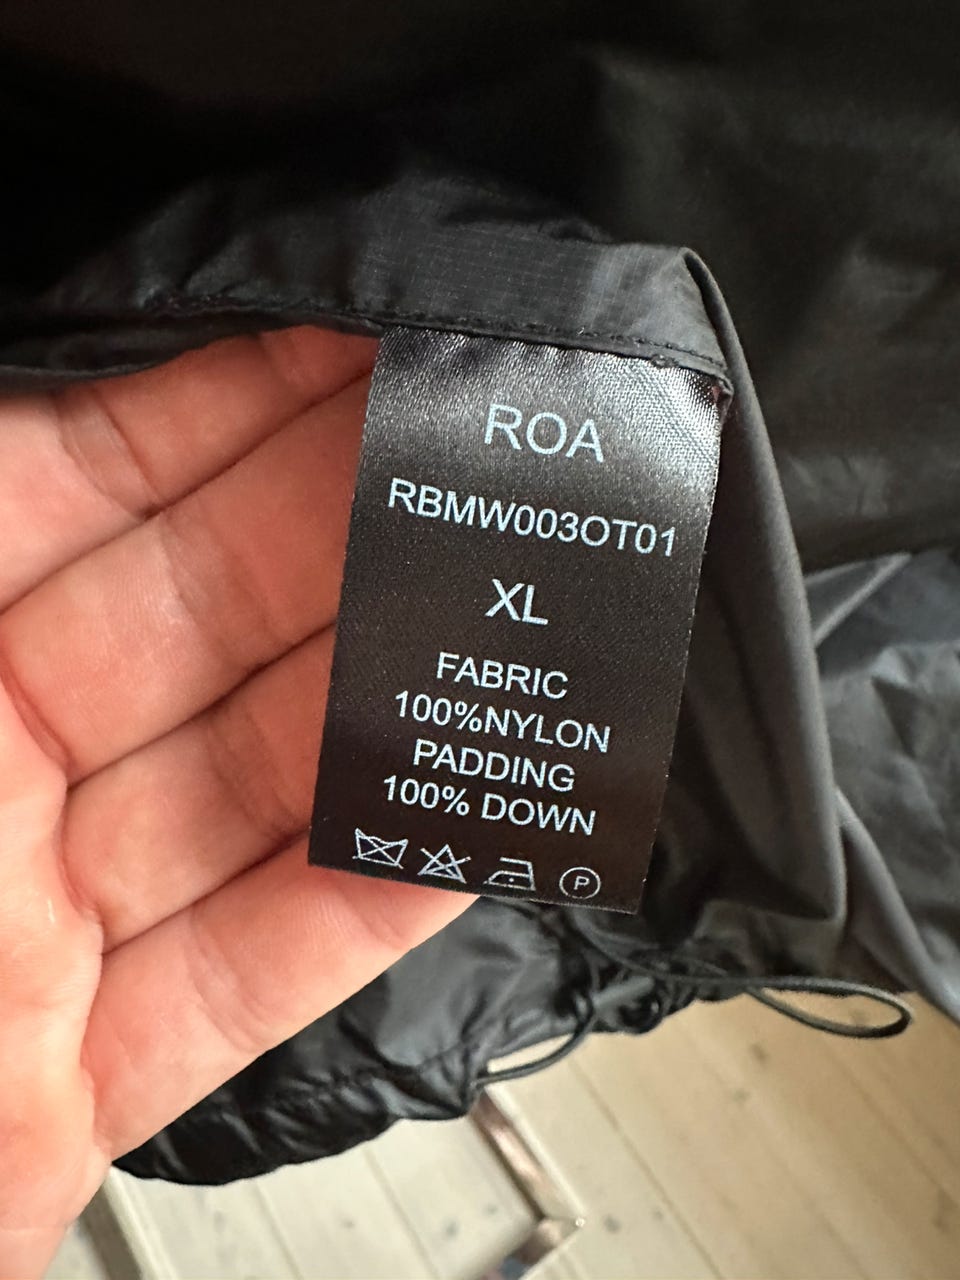 ROA
RBMW003OT01
XL
FABRIC
100%NYLON
PADDING
100% DOWN
P